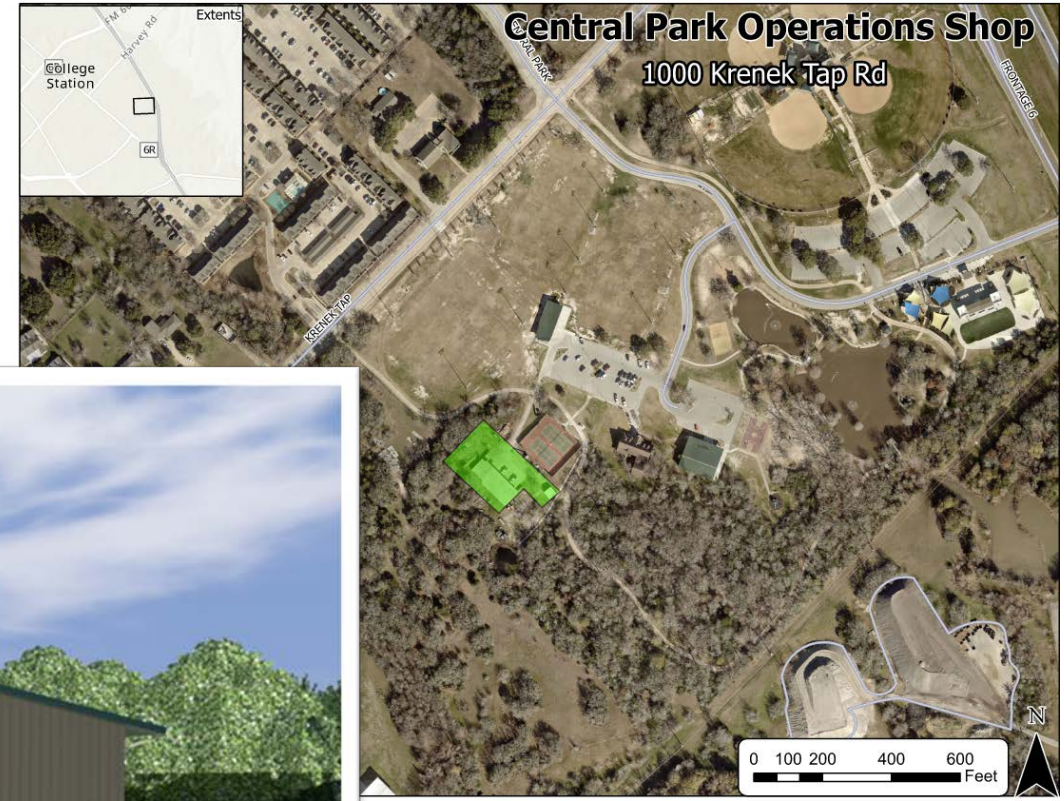 Central Park Operations Shop
1000 Krenek Tap Rd
Extents
Harvey Rd
College
Station
6R
FRONTAGE 6
KRENEK TAP
N
0 100 200 400 600
Feet